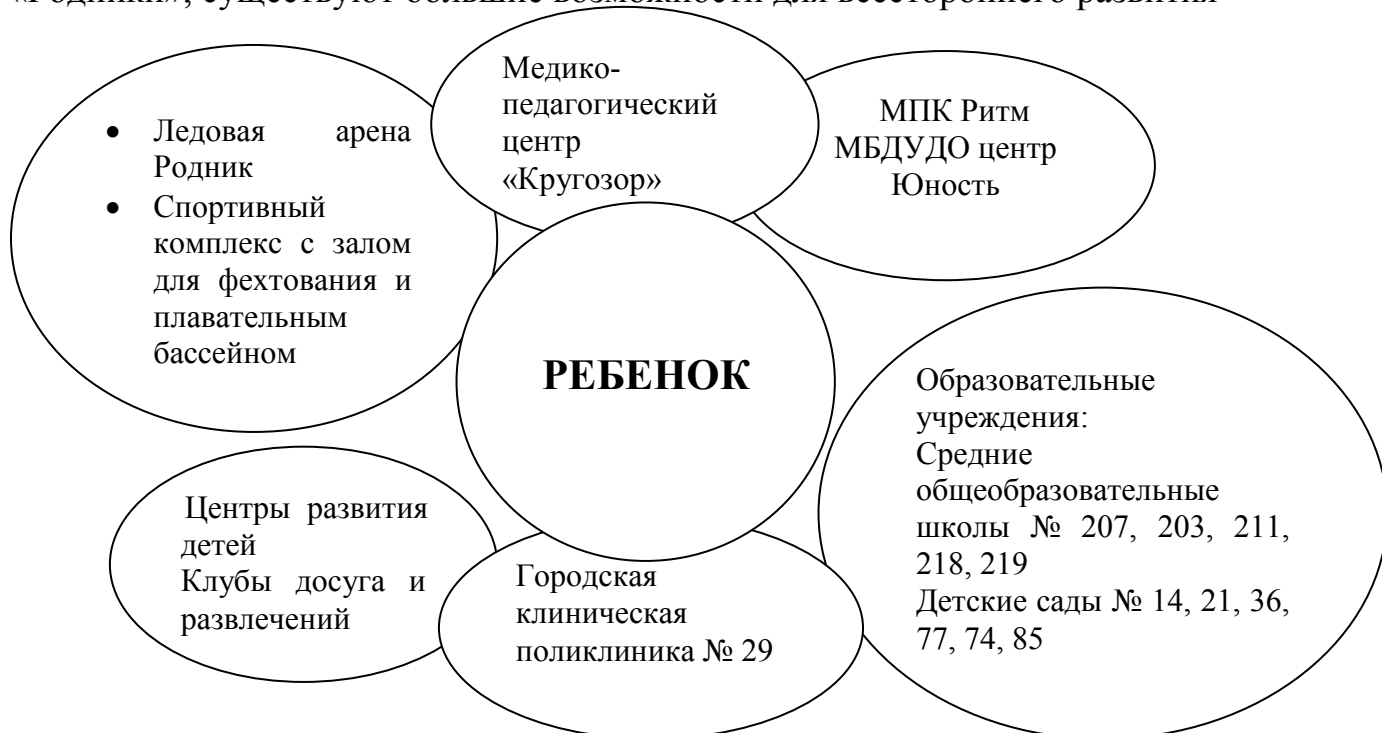 «Родники», существуют большие возможности для всестороннего развития
Медико-
педагогический
центр
«Кругозор»
МПК Ритм
МБДУДО центр
Юность
• Ледовая арена
Родник
• Спортивный
комплекс с залом
для фехтования и
плавательным
бассейном
РЕБЕНОК
Образовательные
учреждения:
Средние
общеобразовательные
школы № 207, 203, 211,
218, 219
Детские сады № 14, 21, 36,
77, 74, 85
Центры развития
детей
Клубы досуга и
развлечений
Городская
клиническая
поликлиника № 29